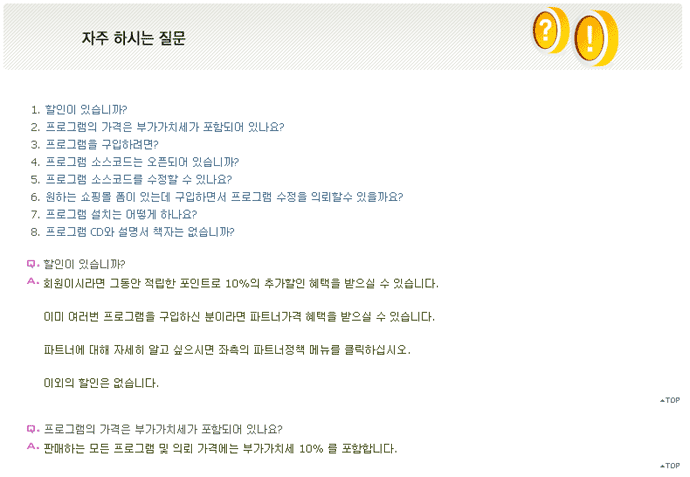 자주 하시는 질문
? !
1. 할인이 있습니까?
2. 프로그램의 가격은 부가가치세가 포함되어 있나요?
3. 프로그램을 구입하려면?
4. 프로그램 소스코드는 오픈되어 있습니까?
5. 프로그램 소스코드를 수정할 수 있나요?
6. 원하는 쇼핑몰 폼이 있는데 구입하면서 프로그램 수정을 의뢰할수 있을까요?
7. 프로그램 설치는 어떻게 하나요?
8. 프로그램 CD와 설명서 책자는 없습니까?
Q. 할인이 있습니까?
A. 회원이시라면 그동안 적립한 포인트로 10%의 추가할인 혜택을 받으실 수 있습니다.
이미 여러번 프로그램을 구입하신 분이라면 파트너가격 혜택을 받으실 수 있습니다.
파트너에 대해 자세히 알고 싶으시면 좌측의 파트너정책 메뉴를 클릭하십시오.
이외의 할인은 없습니다.
▲TOP
Q. 프로그램의 가격은 부가가치세가 포함되어 있나요?
A. 판매하는 모든 프로그램 및 의뢰 가격에는 부가가치세 10% 를 포함합니다.
▲TOP